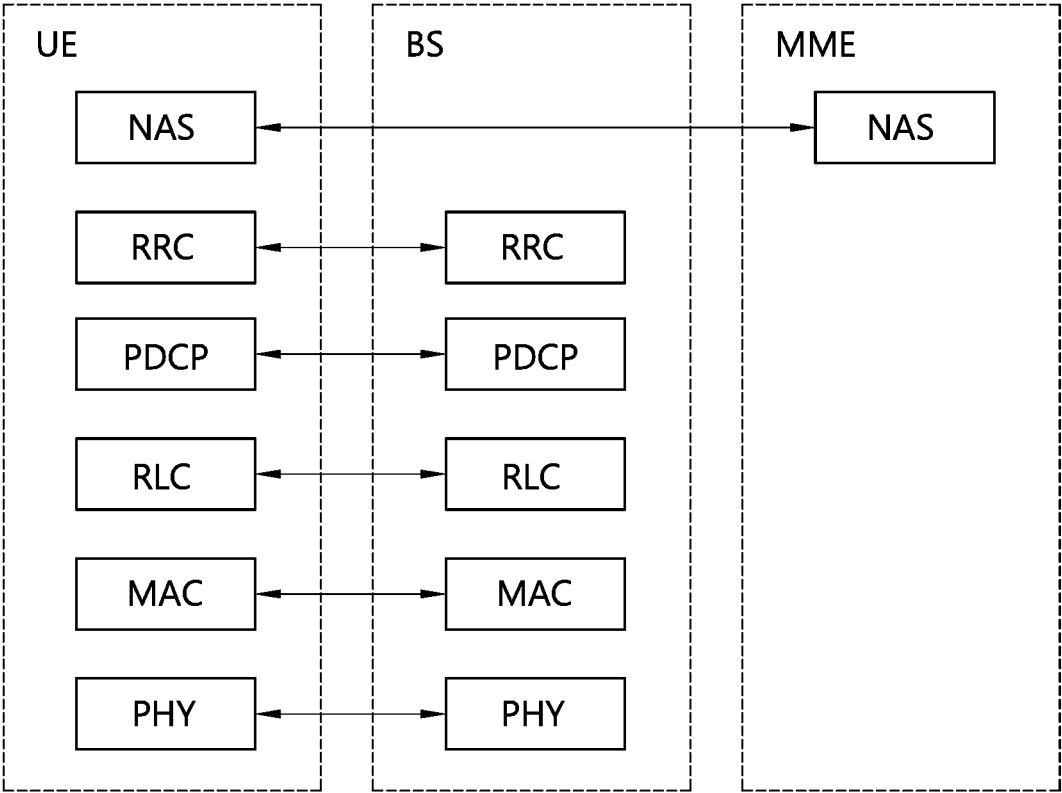 UE BS MME
NAS NAS
RRC RRC
PDCP PDCP
RLC RLC
MAC MAC
PHY PHY